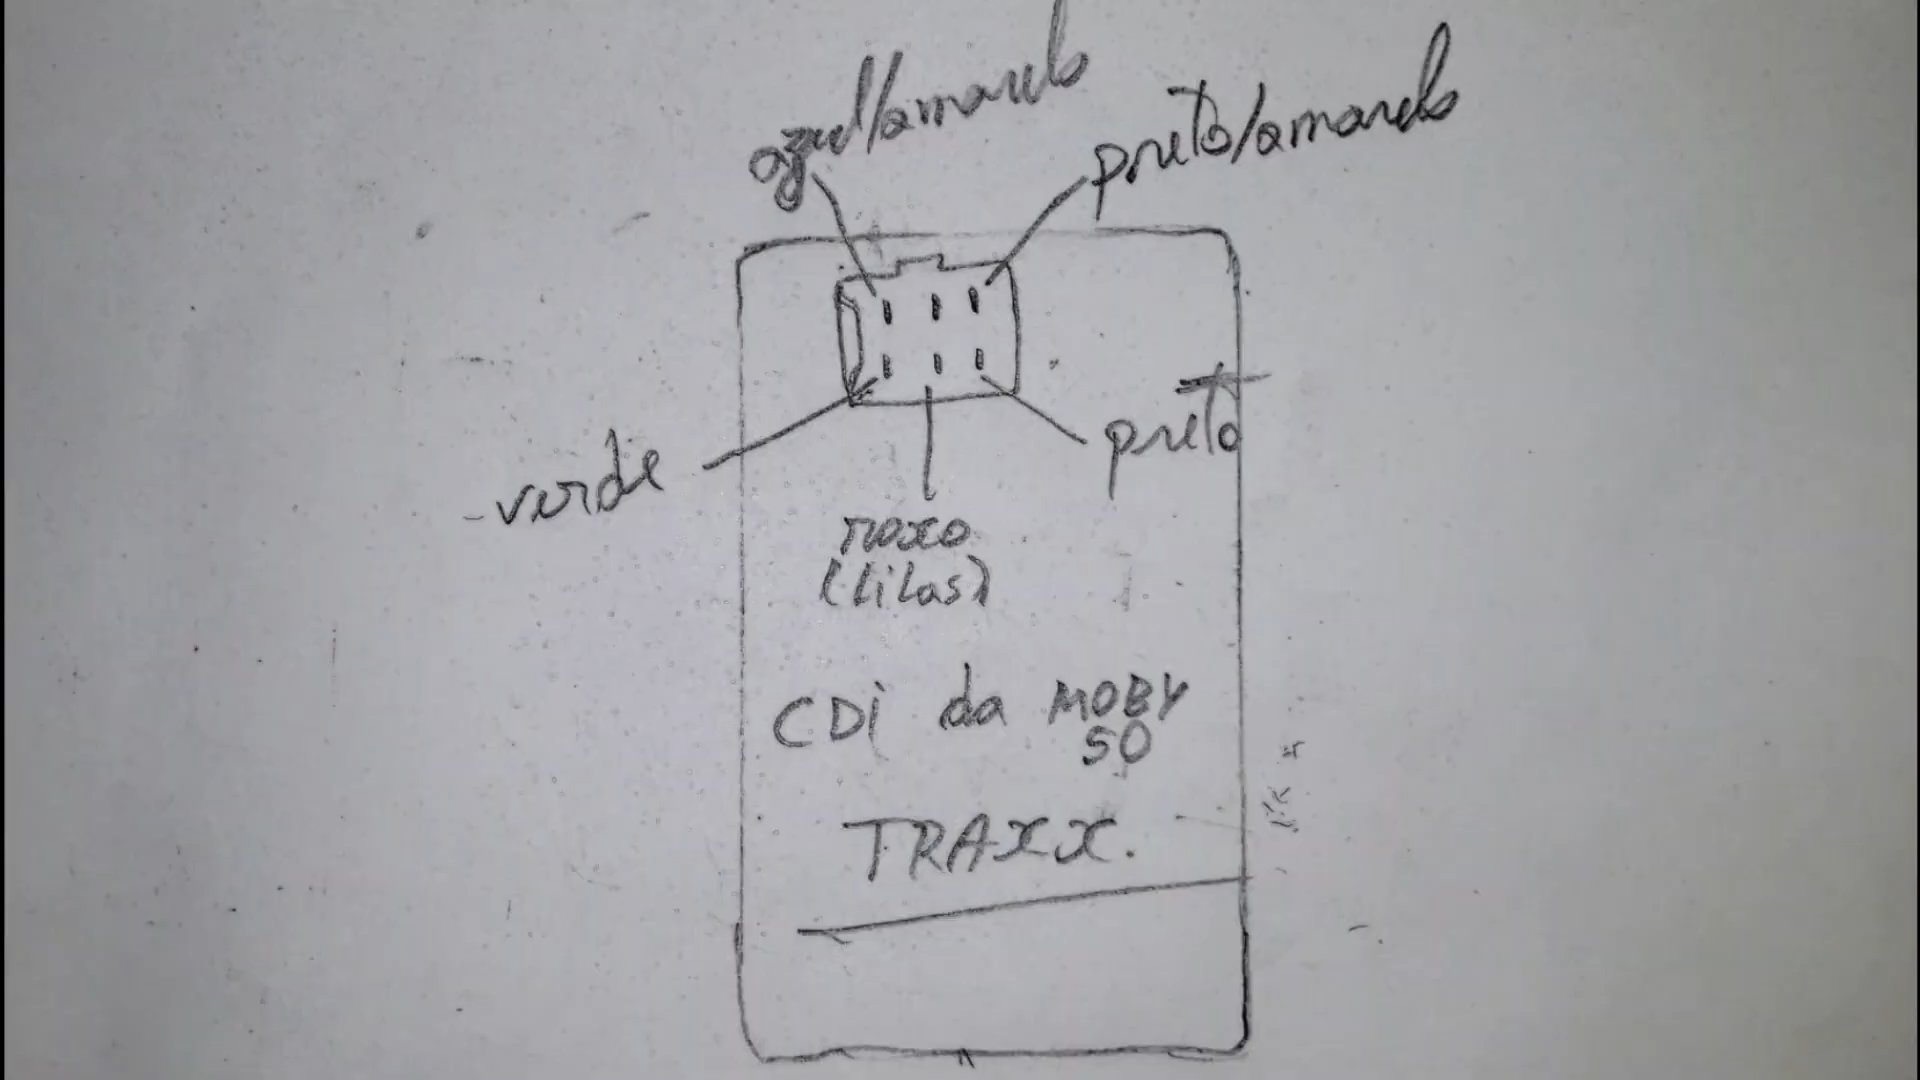 azul/amarelo
preto/amarelo
verde
preto
roxo
(Lilas)
CDi da MOBY
50
TRAXX.